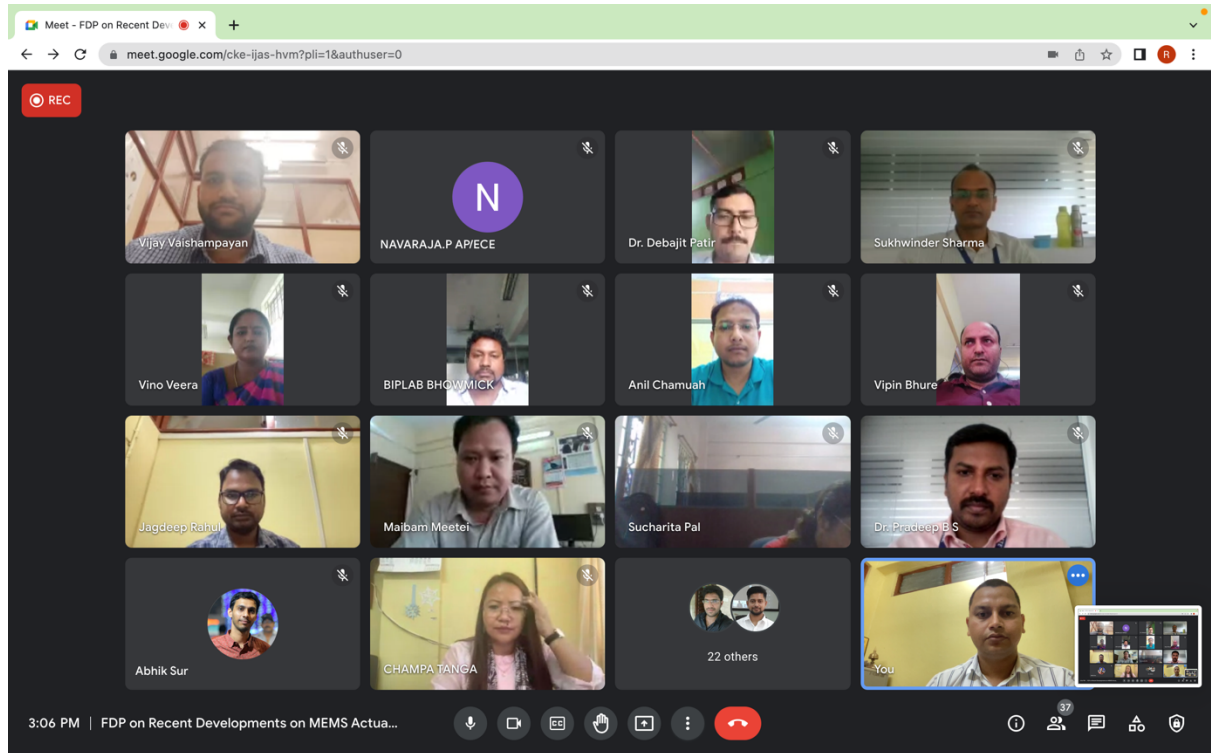 Meet - FDP on Recent Dev
meet.google.com/cke-ijas-hvm?pli=1&authuser=0
R
REC
Vijay Vaishampayan
N
NAVARAJA.P AP/ECE
Dr. Debajit Patir
Sukhwinder Sharma
Vino Veera
BIPLAB BHOWMICK
Anil Chamuah
Vipin Bhure
Jagdeep Rahul
Maibam Meetei
Sucharita Pal
Dr. Pradeep B S
Abhik Sur
CHAMPA TANGA
22 others
You
3:06 PM | FDP on Recent Developments on MEMS Actua...
CC
37